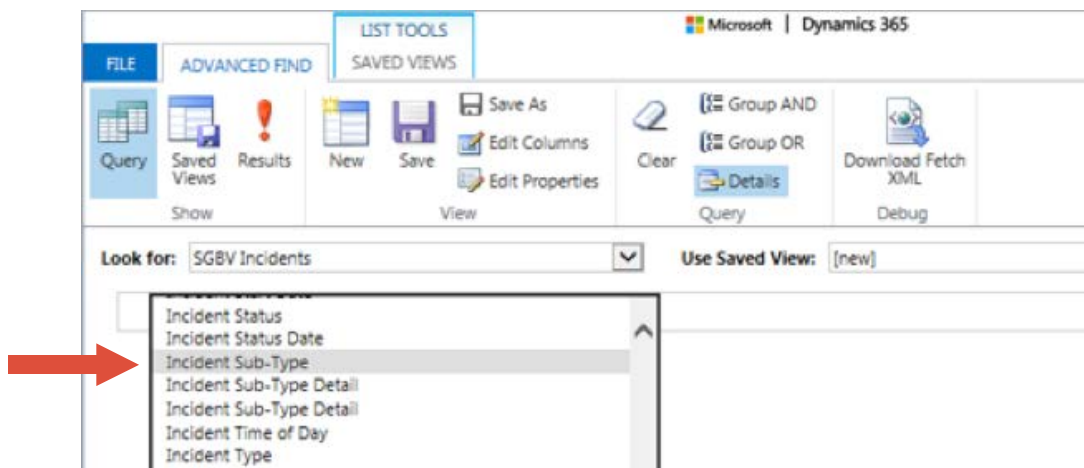 LIST TOOLS
Microsoft | Dynamics 365
FILE
ADVANCED FIND
SAVED VIEWS
Query
Saved Views
Results
New
Save
Save As
Edit Columns
Edit Properties
Clear
Group AND
Group OR
Details
Download Fetch XML
Show
View
Query
Debug
Look for:
SGBV Incidents
Use Saved View:
[new]
Incident Status
Incident Status Date
Incident Sub-Type
Incident Sub-Type Detail
Incident Sub-Type Detail
Incident Time of Day
Incident Type